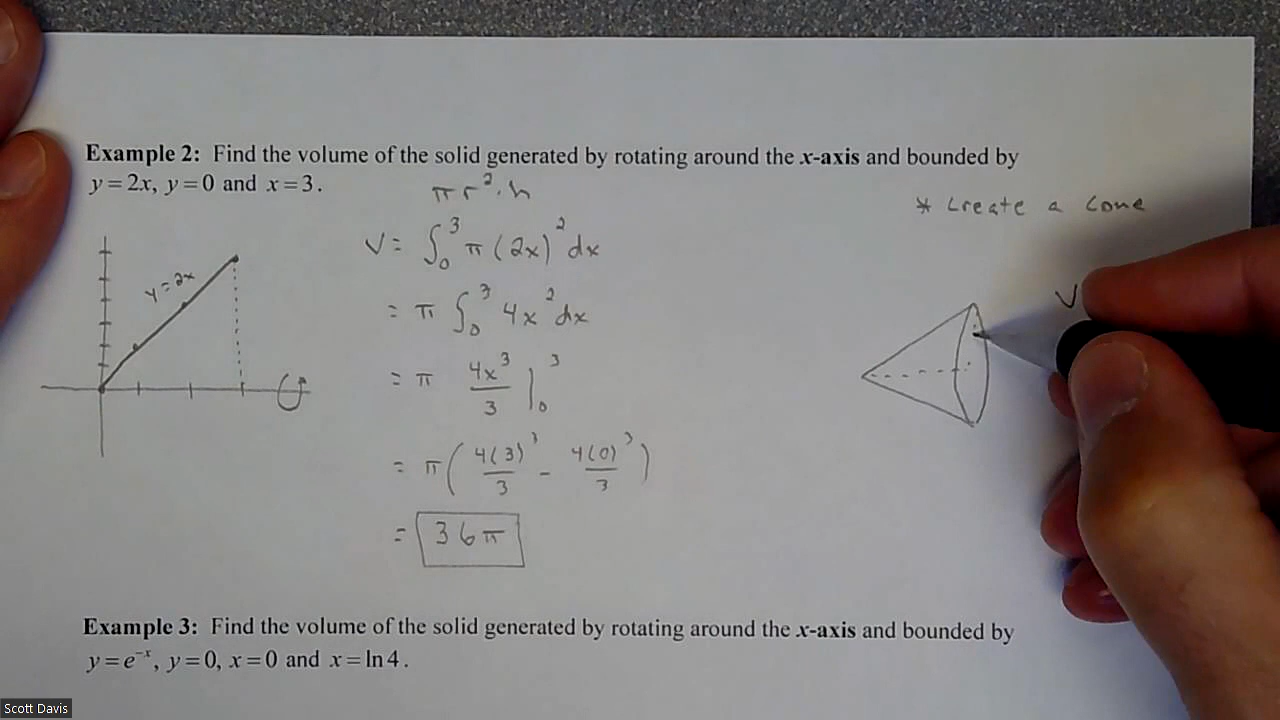 Example 2: Find the volume of the solid generated by rotating around the x-axis and bounded by
y = 2x, y = 0 and x = 3.
πr²·h
* Create a Cone
V = ∫₀³ π(2x)² dx
y = 2x
= π ∫₀³ 4x² dx
V
= π 4x³/3 |₀³
= π(4(3)³/3 - 4(0)³/3)
= 36π
Example 3: Find the volume of the solid generated by rotating around the x-axis and bounded by
y = e⁻ˣ, y = 0, x = 0 and x = ln 4.
Scott Davis